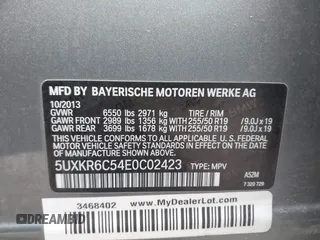 MFD BY BAYERISCHE MOTOREN WERKE AG
10/2013
GVWR 6550 lbs 2971 kg TIRE / RIM
GAWR FRONT 2989 lbs 1356 kg 255/50 R19 /9.0J x 19
GAWR REAR 3699 lbs 1678 kg 255/50 R19 /9.0J x 19
THIS VEHICLE CONFORMS TO ALL APPLICABLE U.S. FEDERAL
MOTOR VEHICLE SAFETY STANDARDS IN EFFECT
ON THE DATE OF MANUFACTURE SHOWN ABOVE.
5UXKR6C54E0C02423 TYPE: MPV
A52M
3468402
www.MyDealerLot.com
DREAMBID